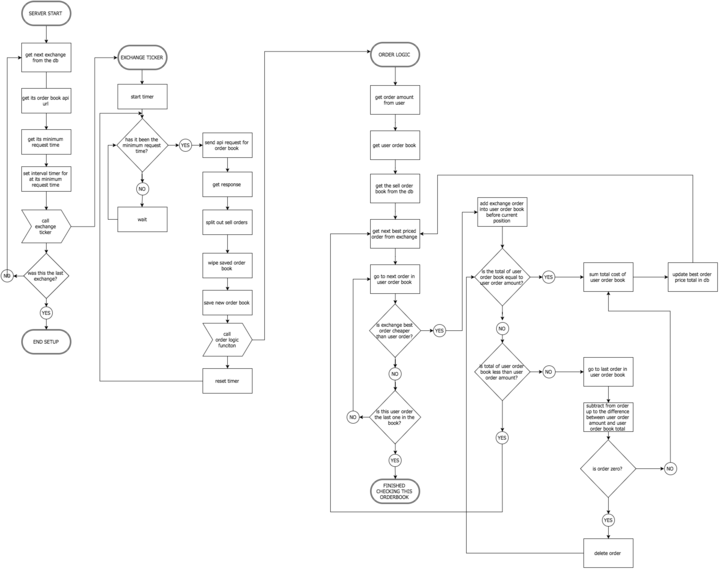 SERVER START
get next exchange
from the db
get its order book api
url
get its minimum
request time
set interval timer for
at its minimum
request time
call
exchange
ticker
was this the last
exchange?
NO
YES
END SETUP
EXCHANGE TICKER
start timer
has it been the
minimum request
time?
YES
NO
wait
send api request for
order book
get response
split out sell orders
wipe saved order
book
save new order book
call
order logic
funciton
reset timer
ORDER LOGIC
get order amount
from user
get user order book
get the sell order
book from the db
get next best priced
order from exchange
go to next order in
user order book
is exchange best
order cheaper
than user order?
YES
NO
Is this user order
the last one in the
book?
NO
YES
FINISHED
CHECKING THIS
ORDERBOOK
add exchange order
into user order book
before current
position
is the total of user
order book equal to
user order amount?
YES
NO
sum total cost of
user order book
update best order
price total in db
is total of user order
book less than user
order amount?
NO
YES
go to last order in
user order book
subtract from order
up to the difference
between user order
amount and user
order book total
is order zero?
NO
YES
delete order